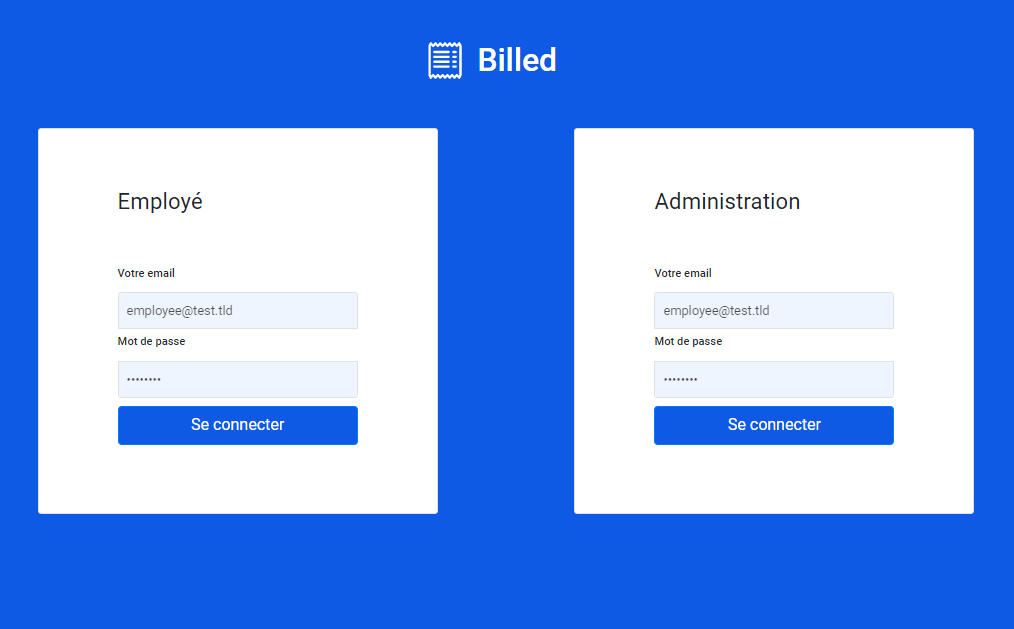 Billed
Employé
Votre email
employee@test.tld
Mot de passe
••••••••
Se connecter
Administration
Votre email
employee@test.tld
Mot de passe
••••••••
Se connecter